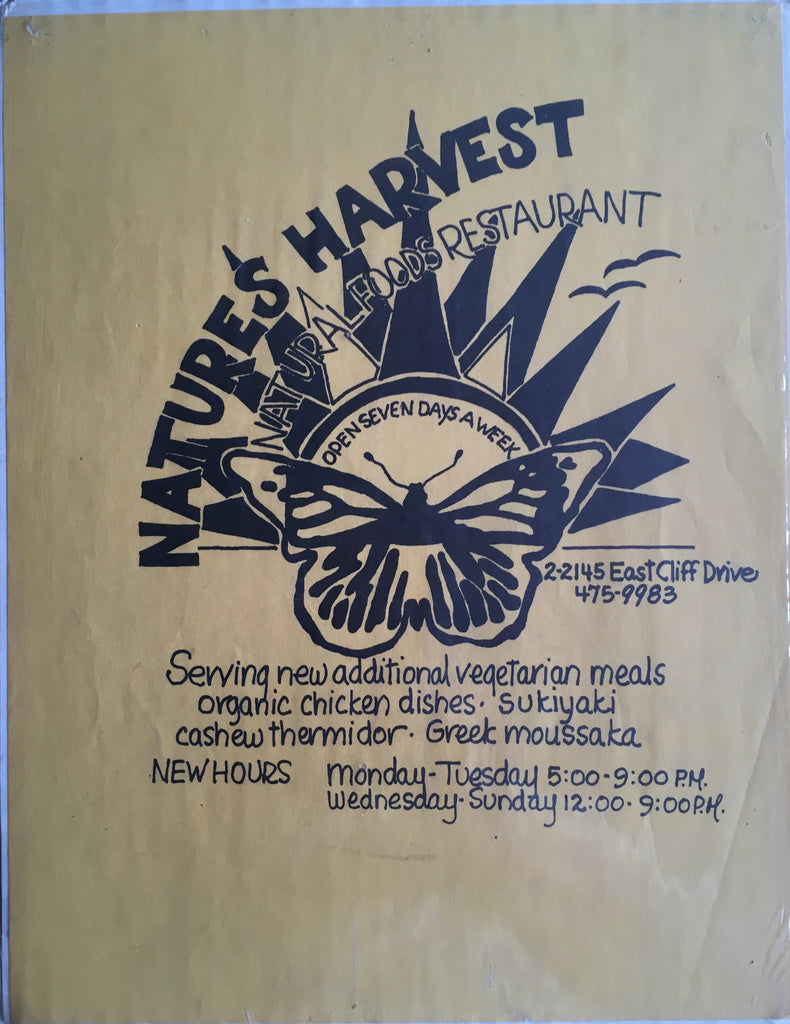 NATURE'S HARVEST
NATURAL FOODS RESTAURANT
OPEN SEVEN DAYS A WEEK
2-2145 East Cliff Drive
475-9983
Serving new additional vegetarian meals
organic chicken dishes · sukiyaki
cashew thermidor · Greek moussaka
NEW HOURS monday-Tuesday 5:00-9:00 P.M.
wednesday-Sunday 12:00-9:00 P.M.